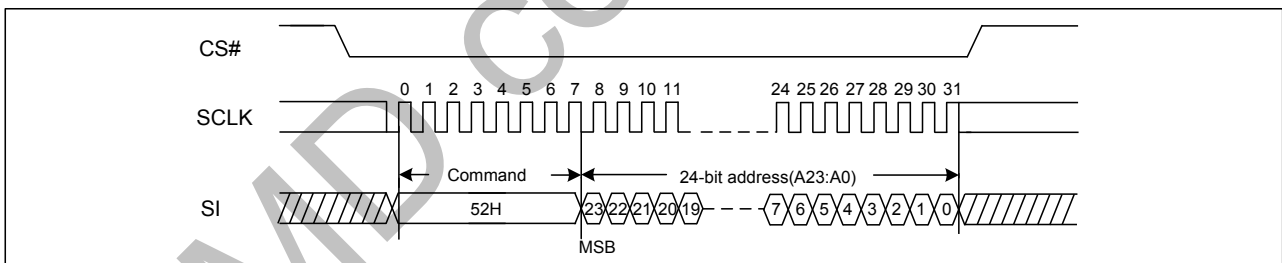 CS#
0 1 2 3 4 5 6 7 8 9 10 11 24 25 26 27 28 29 30 31
SCLK
Command 24-bit address(A23:A0)
SI 52H 23 22 21 20 19 7 6 5 4 3 2 1 0
MSB